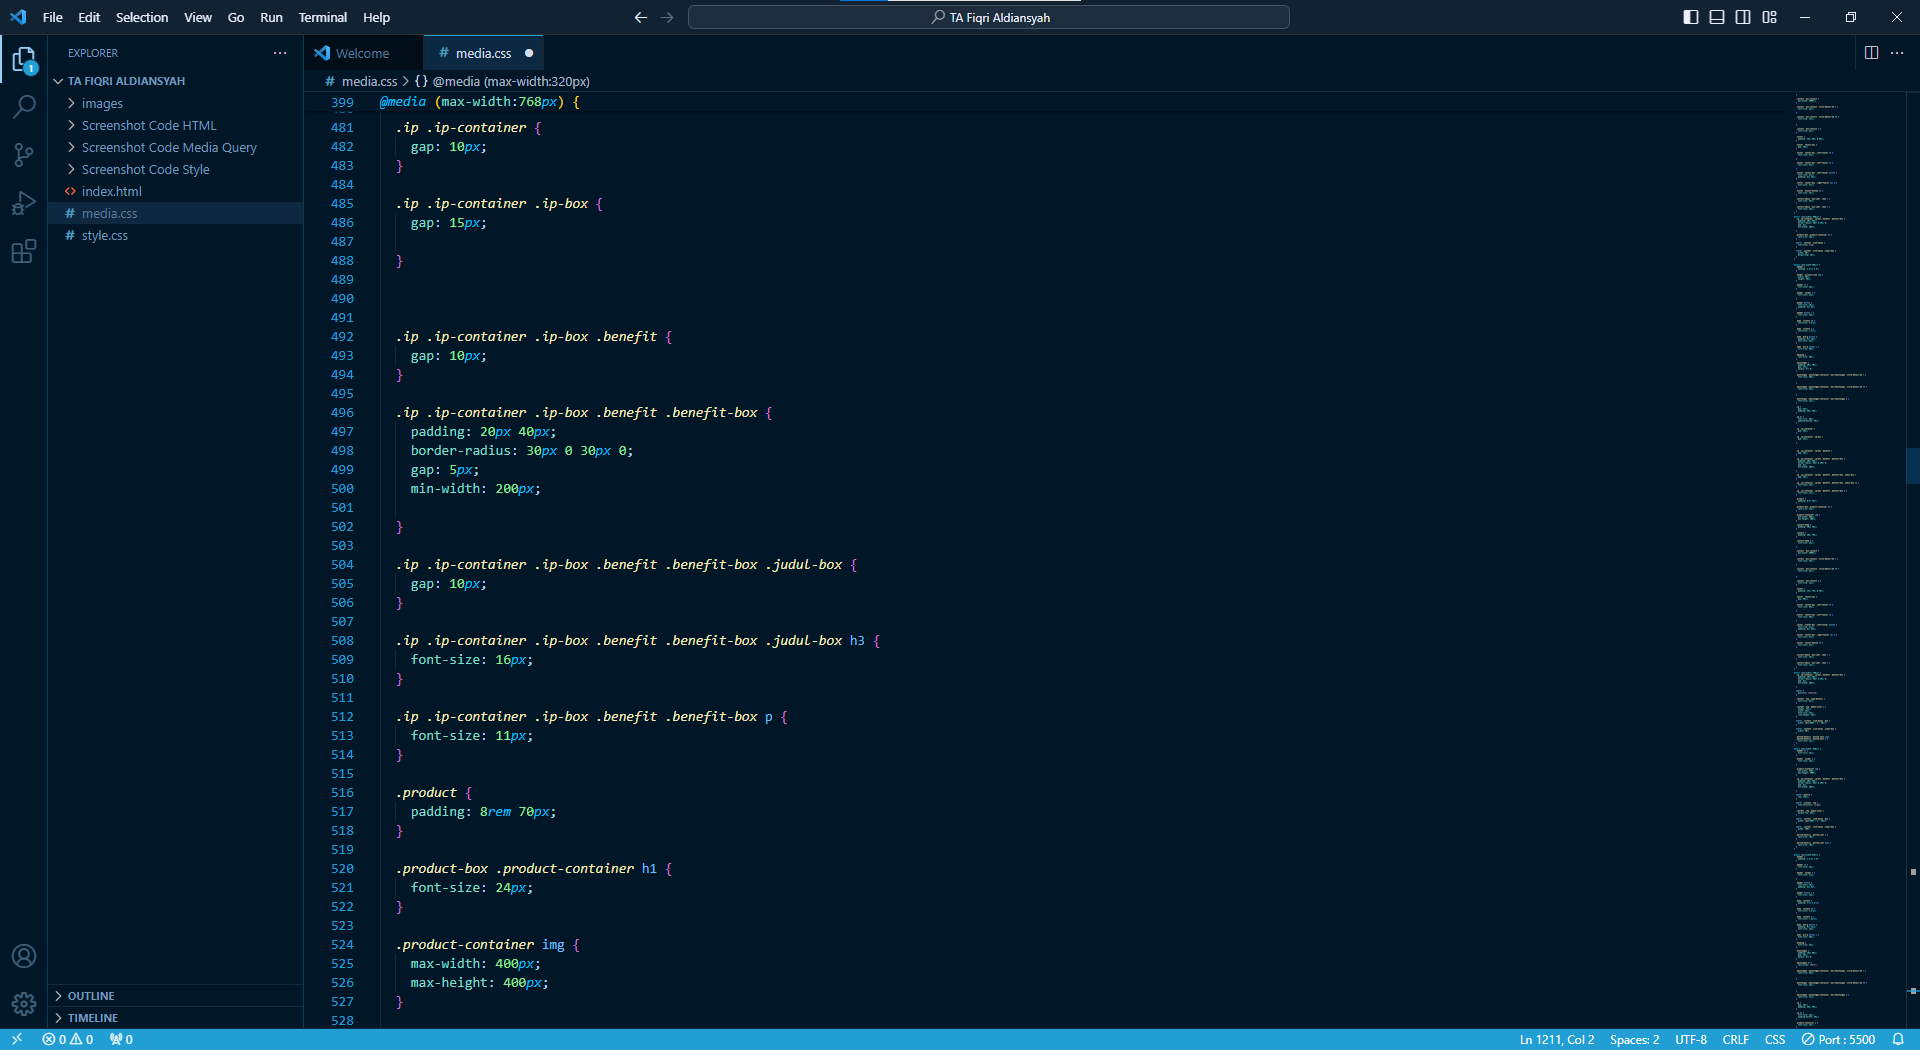 File Edit Selection View Go Run Terminal Help
TA Fiqri Aldiansyah
EXPLORER
TA FIQRI ALDIANSYAH
images
Screenshot Code HTML
Screenshot Code Media Query
Screenshot Code Style
index.html
media.css
style.css
OUTLINE
TIMELINE
1
Welcome
# media.css
# media.css > {} @media (max-width:320px)
399 @media (max-width:768px) {
481 .ip .ip-container {
482 gap: 10px;
483 }
484
485 .ip .ip-container .ip-box {
486 gap: 15px;
487
488 }
489
490
491
492 .ip .ip-container .ip-box .benefit {
493 gap: 10px;
494 }
495
496 .ip .ip-container .ip-box .benefit .benefit-box {
497 padding: 20px 40px;
498 border-radius: 30px 0 30px 0;
499 gap: 5px;
500 min-width: 200px;
501
502 }
503
504 .ip .ip-container .ip-box .benefit .benefit-box .judul-box {
505 gap: 10px;
506 }
507
508 .ip .ip-container .ip-box .benefit .benefit-box .judul-box h3 {
509 font-size: 16px;
510 }
511
512 .ip .ip-container .ip-box .benefit .benefit-box p {
513 font-size: 11px;
514 }
515
516 .product {
517 padding: 8rem 70px;
518 }
519
520 .product-box .product-container h1 {
521 font-size: 24px;
522 }
523
524 .product-container img {
525 max-width: 400px;
526 max-height: 400px;
527 }
528
0 0 0
Ln 1211, Col 2 Spaces: 2 UTF-8 CRLF CSS Port : 5500